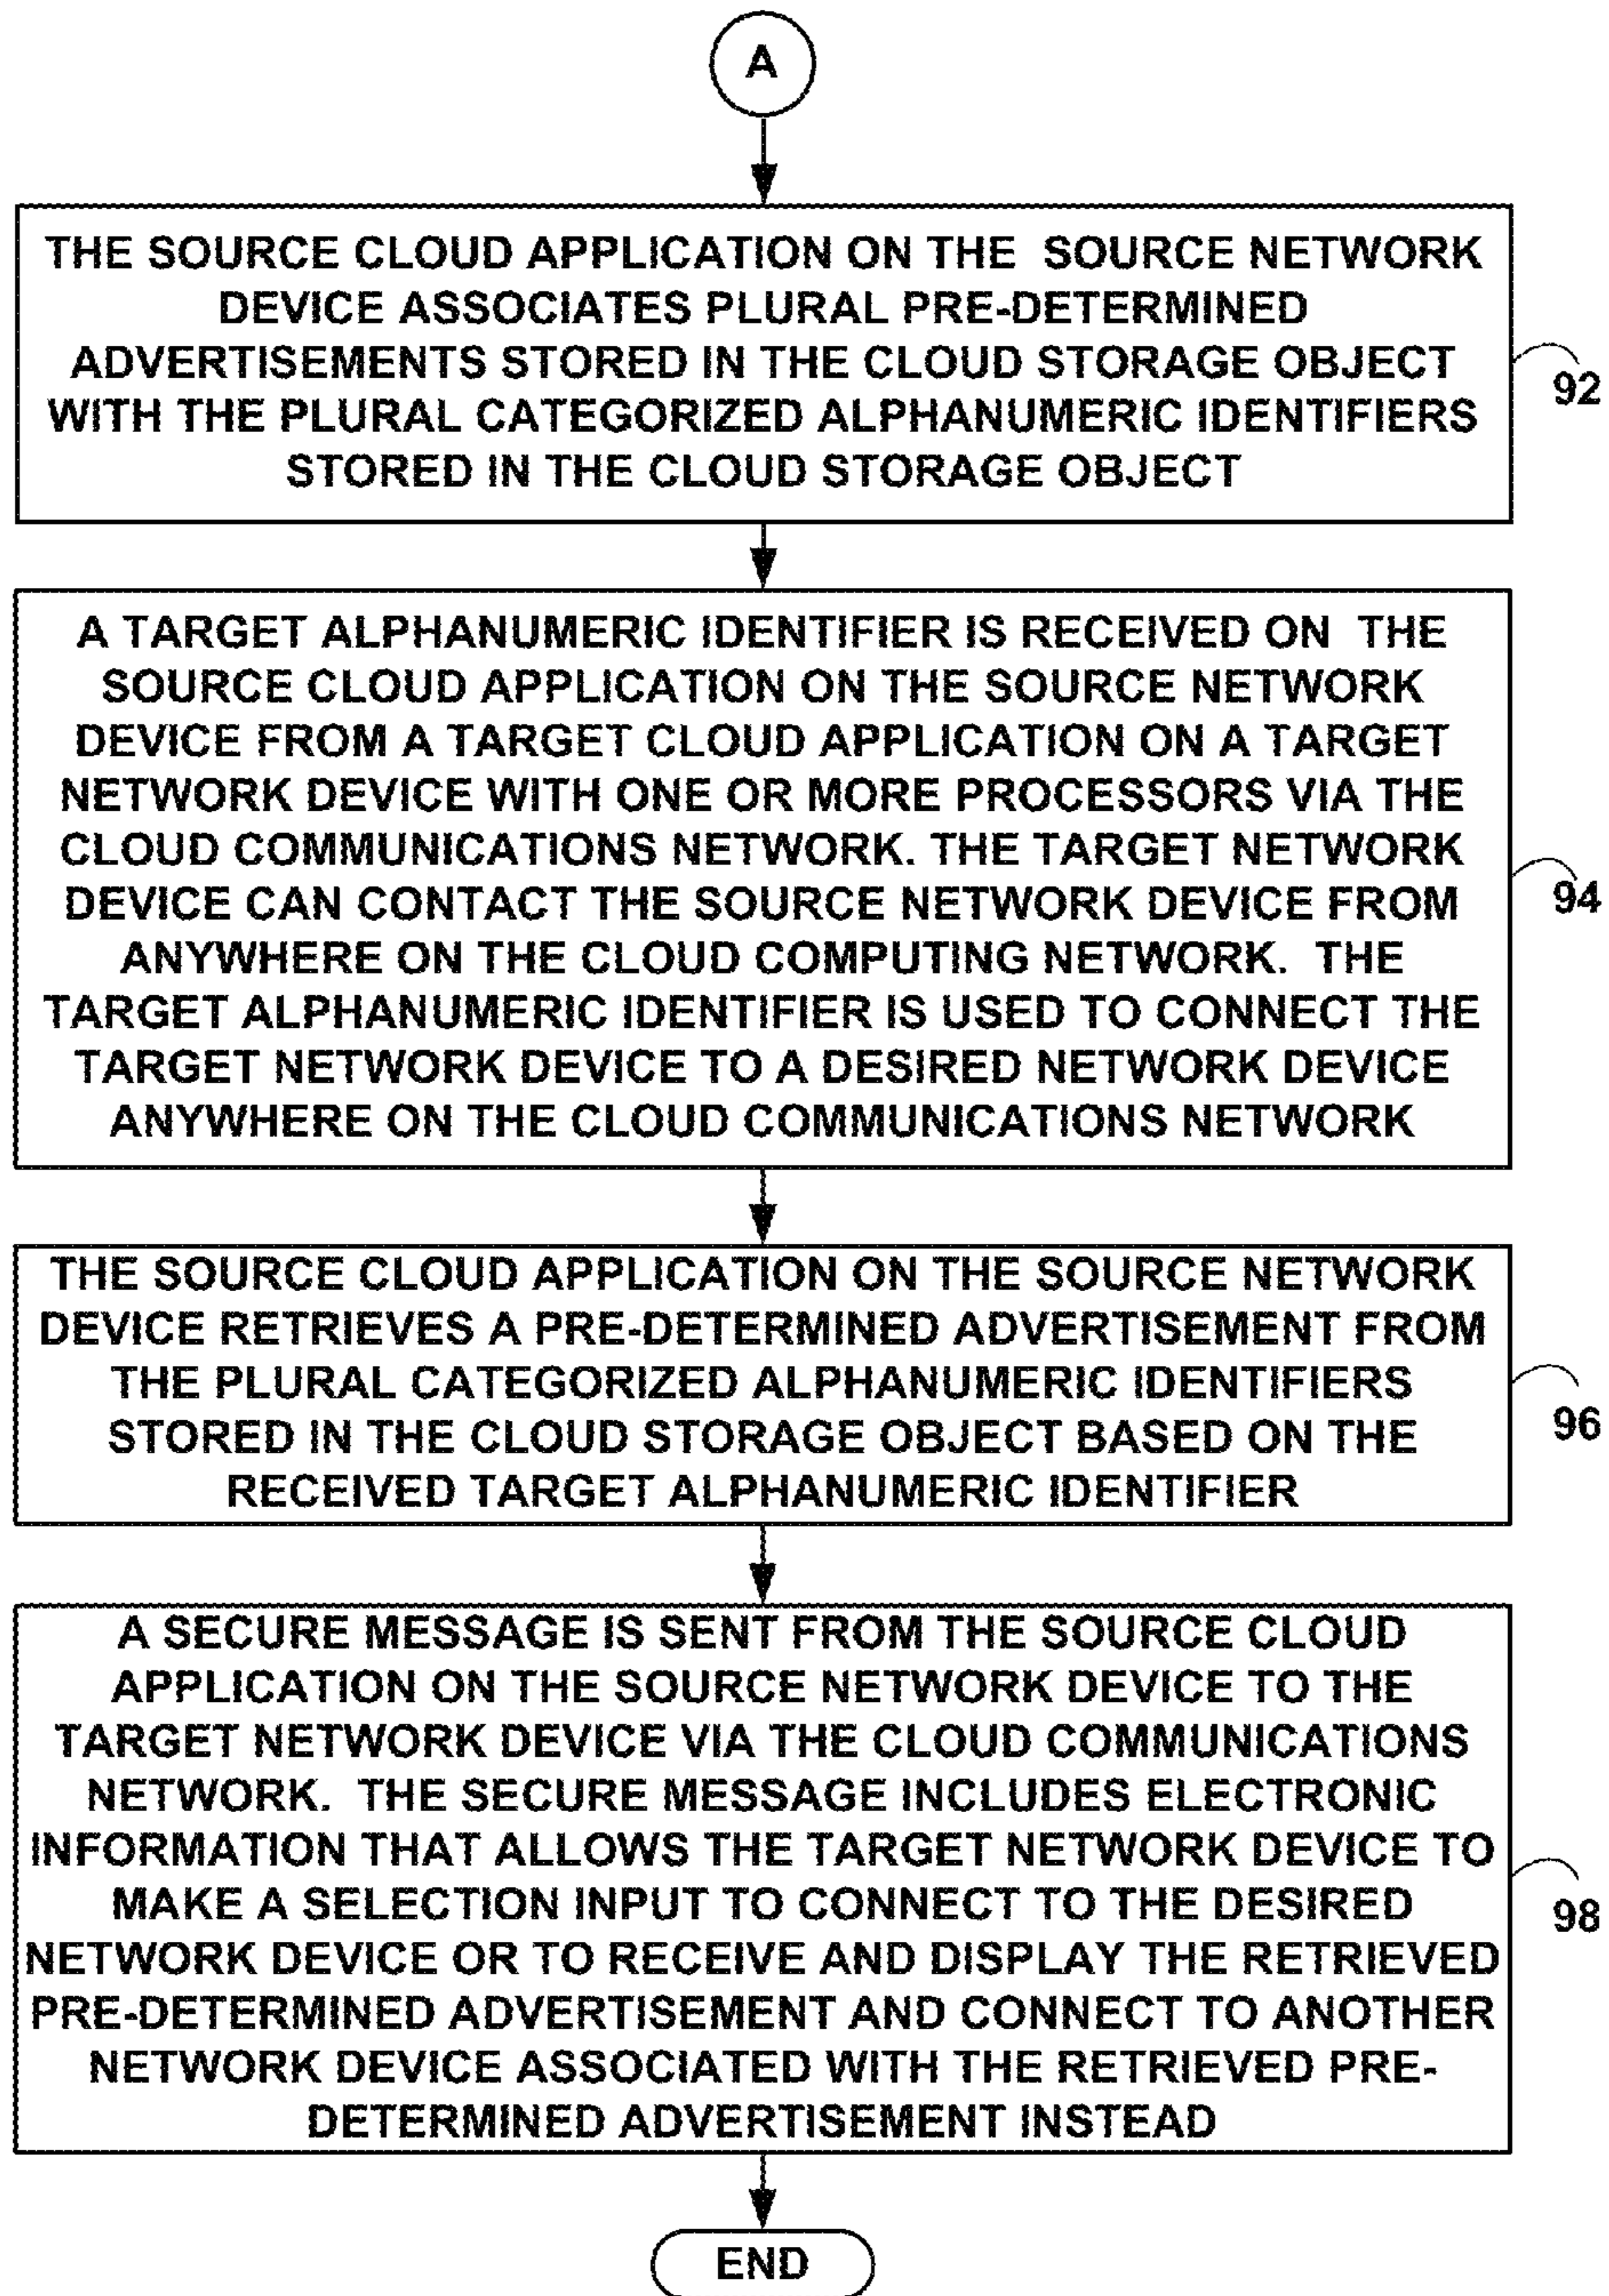 A
THE SOURCE CLOUD APPLICATION ON THE SOURCE NETWORK
DEVICE ASSOCIATES PLURAL PRE-DETERMINED
ADVERTISEMENTS STORED IN THE CLOUD STORAGE OBJECT
WITH THE PLURAL CATEGORIZED ALPHANUMERIC IDENTIFIERS
STORED IN THE CLOUD STORAGE OBJECT
92
A TARGET ALPHANUMERIC IDENTIFIER IS RECEIVED ON THE
SOURCE CLOUD APPLICATION ON THE SOURCE NETWORK
DEVICE FROM A TARGET CLOUD APPLICATION ON A TARGET
NETWORK DEVICE WITH ONE OR MORE PROCESSORS VIA THE
CLOUD COMMUNICATIONS NETWORK. THE TARGET NETWORK
DEVICE CAN CONTACT THE SOURCE NETWORK DEVICE FROM
ANYWHERE ON THE CLOUD COMPUTING NETWORK. THE
TARGET ALPHANUMERIC IDENTIFIER IS USED TO CONNECT THE
TARGET NETWORK DEVICE TO A DESIRED NETWORK DEVICE
ANYWHERE ON THE CLOUD COMMUNICATIONS NETWORK
94
THE SOURCE CLOUD APPLICATION ON THE SOURCE NETWORK
DEVICE RETRIEVES A PRE-DETERMINED ADVERTISEMENT FROM
THE PLURAL CATEGORIZED ALPHANUMERIC IDENTIFIERS
STORED IN THE CLOUD STORAGE OBJECT BASED ON THE
RECEIVED TARGET ALPHANUMERIC IDENTIFIER
96
A SECURE MESSAGE IS SENT FROM THE SOURCE CLOUD
APPLICATION ON THE SOURCE NETWORK DEVICE TO THE
TARGET NETWORK DEVICE VIA THE CLOUD COMMUNICATIONS
NETWORK. THE SECURE MESSAGE INCLUDES ELECTRONIC
INFORMATION THAT ALLOWS THE TARGET NETWORK DEVICE TO
MAKE A SELECTION INPUT TO CONNECT TO THE DESIRED
NETWORK DEVICE OR TO RECEIVE AND DISPLAY THE RETRIEVED
PRE-DETERMINED ADVERTISEMENT AND CONNECT TO ANOTHER
NETWORK DEVICE ASSOCIATED WITH THE RETRIEVED PRE-
DETERMINED ADVERTISEMENT INSTEAD
98
END